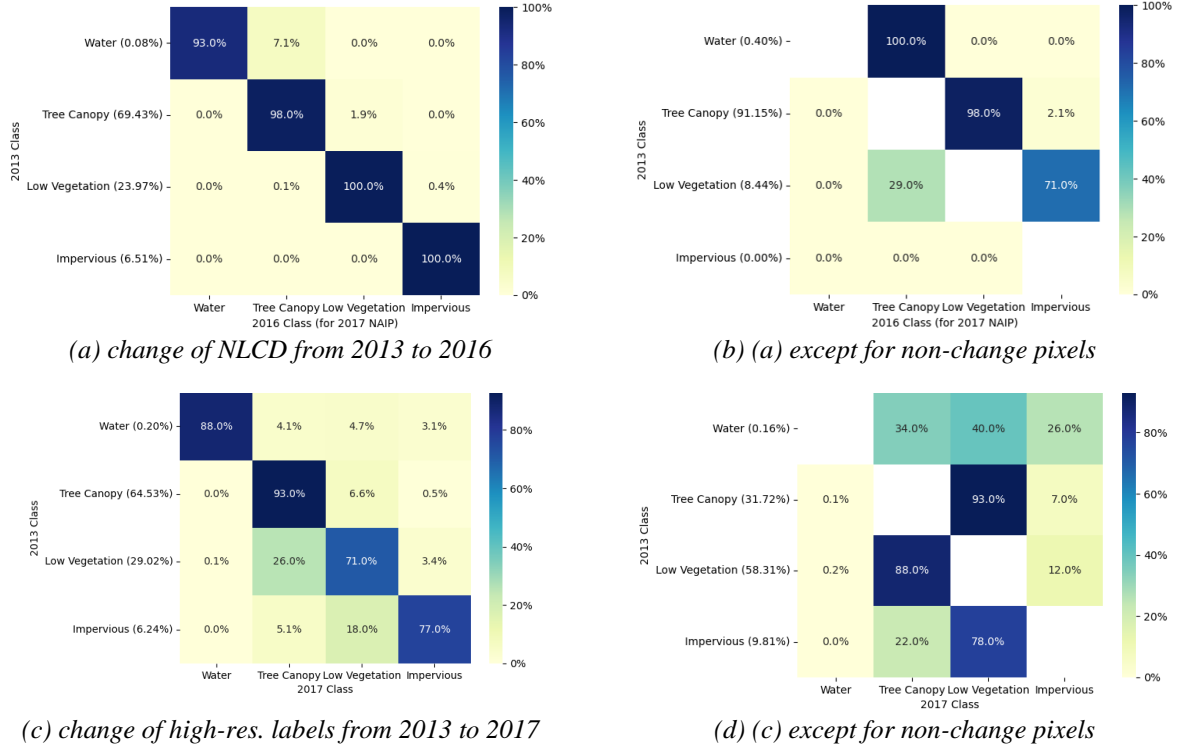 100%
Water (0.08%) 93.0% 7.1% 0.0% 0.0%
80%
Tree Canopy (69.43%) 0.0% 98.0% 1.9% 0.0%
60%
2013 Class
40%
Low Vegetation (23.97%) 0.0% 0.1% 100.0% 0.4%
20%
Impervious (6.51%) 0.0% 0.0% 0.0% 100.0%
0%
Water Tree Canopy Low Vegetation Impervious
2016 Class (for 2017 NAIP)
(a) change of NLCD from 2013 to 2016
100%
Water (0.40%) 100.0% 0.0% 0.0%
80%
Tree Canopy (91.15%) 0.0% 98.0% 2.1%
60%
2013 Class
40%
Low Vegetation (8.44%) 0.0% 29.0% 71.0%
20%
Impervious (0.00%) 0.0% 0.0% 0.0%
0%
Water Tree Canopy Low Vegetation Impervious
2016 Class (for 2017 NAIP)
(b) (a) except for non-change pixels
Water (0.20%) 88.0% 4.1% 4.7% 3.1%
80%
Tree Canopy (64.53%) 0.0% 93.0% 6.6% 0.5%
60%
2013 Class
40%
Low Vegetation (29.02%) 0.1% 26.0% 71.0% 3.4%
20%
Impervious (6.24%) 0.0% 5.1% 18.0% 77.0%
0%
Water Tree Canopy Low Vegetation Impervious
2017 Class
(c) change of high-res. labels from 2013 to 2017
Water (0.16%) 34.0% 40.0% 26.0%
80%
Tree Canopy (31.72%) 0.1% 93.0% 7.0%
60%
2013 Class
40%
Low Vegetation (58.31%) 0.2% 88.0% 12.0%
20%
Impervious (9.81%) 0.0% 22.0% 78.0%
0%
Water Tree Canopy Low Vegetation Impervious
2017 Class
(d) (c) except for non-change pixels